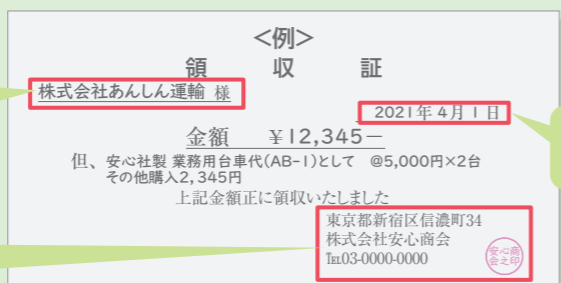 <例>
領収証
株式会社あんしん運輸 様
2021年4月1日
金額 ¥12,345-
但、安心社製 業務用台車代(AB-1)として @5,000円×2台
その他購入2,345円
上記金額正に領収いたしました
東京都新宿区信濃町34
株式会社安心商会
℡03-0000-0000
安心商会之印